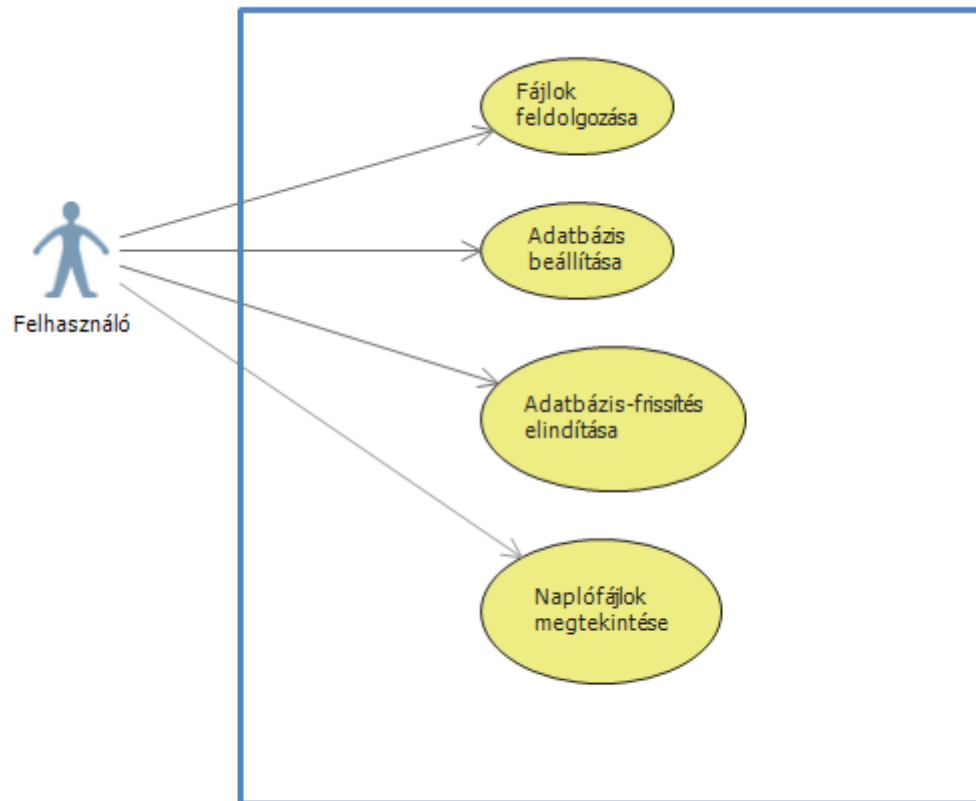 Fájlok
feldolgozása
Adatbázis
beállítása
Felhasználó
Adatbázis-frissítés
elindítása
Naplófájlok
megtekintése